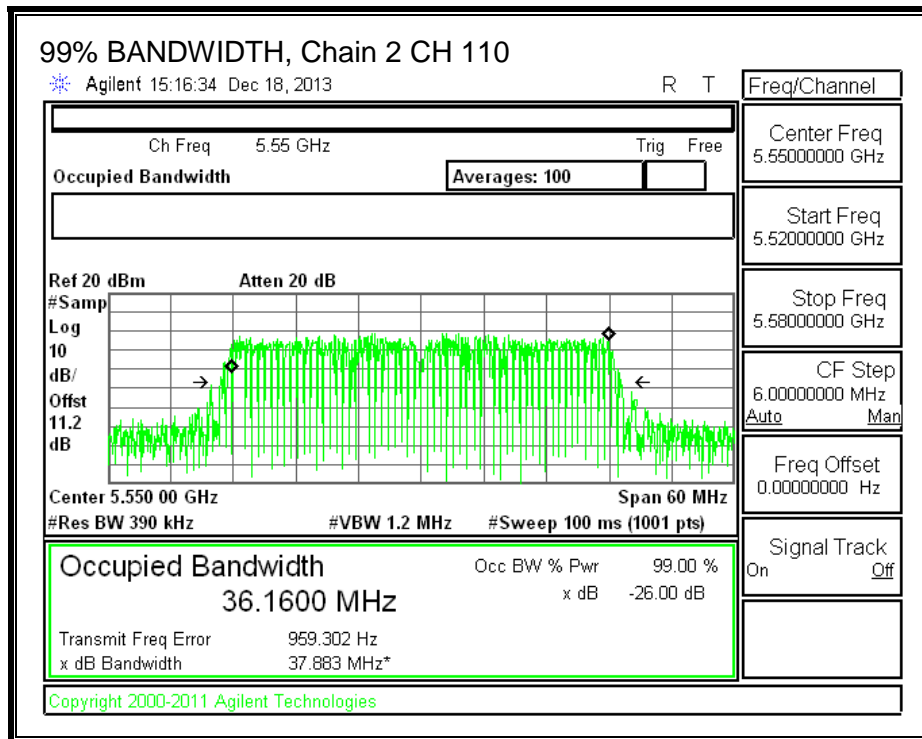 99% BANDWIDTH, Chain 2 CH 110
Agilent 15:16:34 Dec 18, 2013 R T
Ch Freq 5.55 GHz Trig Free
Occupied Bandwidth Averages: 100
Ref 20 dBm Atten 20 dB
#Samp
Log
10
dB/
Offst
11.2
dB
Center 5.550 00 GHz Span 60 MHz
#Res BW 390 kHz #VBW 1.2 MHz #Sweep 100 ms (1001 pts)
Occupied Bandwidth Occ BW % Pwr 99.00 %
36.1600 MHz x dB -26.00 dB
Transmit Freq Error 959.302 Hz
x dB Bandwidth 37.883 MHz*
Copyright 2000-2011 Agilent Technologies
Freq/Channel
Center Freq
5.55000000 GHz
Start Freq
5.52000000 GHz
Stop Freq
5.58000000 GHz
CF Step
6.00000000 MHz
Auto Man
Freq Offset
0.00000000 Hz
Signal Track
On Off